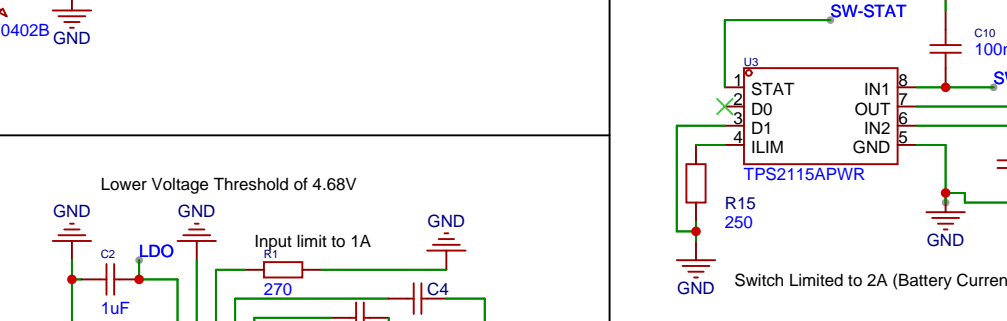 0402B
GND
Lower Voltage Threshold of 4.68V
GND
GND
GND
C2
LDO
1uF
Input limit to 1A
R1
270
C4
SW-STAT
C10
U3
1 STAT
2 D0
3 D1
4 ILIM
IN1 8
OUT 7
IN2 6
GND 5
TPS2115APWR
R15
250
GND
GND
Switch Limited to 2A (Battery Curren